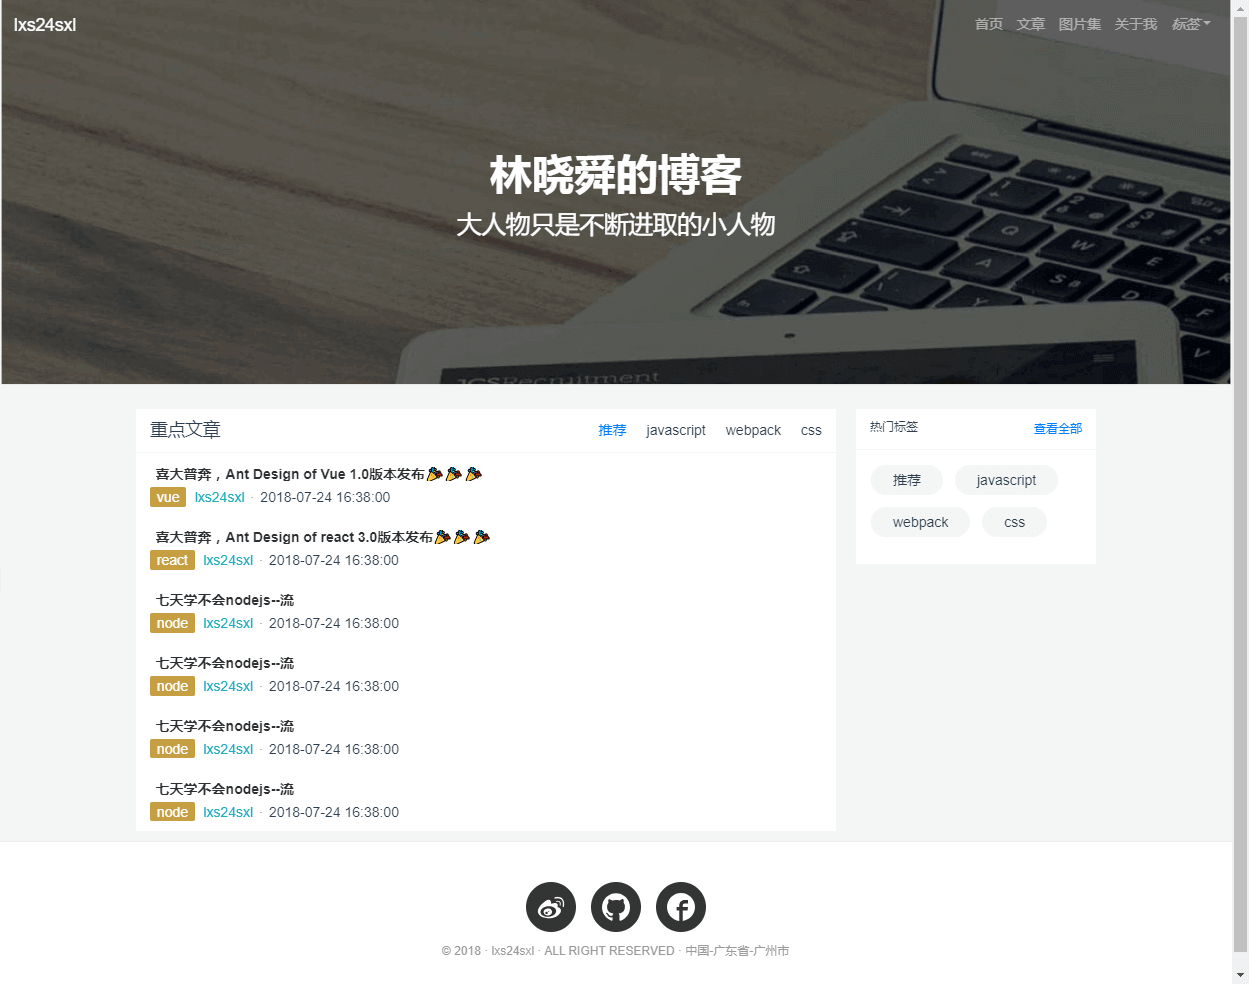 lxs24sxl
首页 文章 图片集 关于我 标签
林晓舜的博客
大人物只是不断进取的小人物
JGSRecruitment
重点文章 推荐 javascript webpack css
喜大普奔，Ant Design of Vue 1.0版本发布🎉🎉🎉
vue lxs24sxl · 2018-07-24 16:38:00
喜大普奔，Ant Design of react 3.0版本发布🎉🎉🎉
react lxs24sxl · 2018-07-24 16:38:00
七天学不会nodejs--流
node lxs24sxl · 2018-07-24 16:38:00
七天学不会nodejs--流
node lxs24sxl · 2018-07-24 16:38:00
七天学不会nodejs--流
node lxs24sxl · 2018-07-24 16:38:00
七天学不会nodejs--流
node lxs24sxl · 2018-07-24 16:38:00
热门标签 查看全部
推荐 javascript
webpack css
© 2018 · lxs24sxl · ALL RIGHT RESERVED · 中国-广东省-广州市